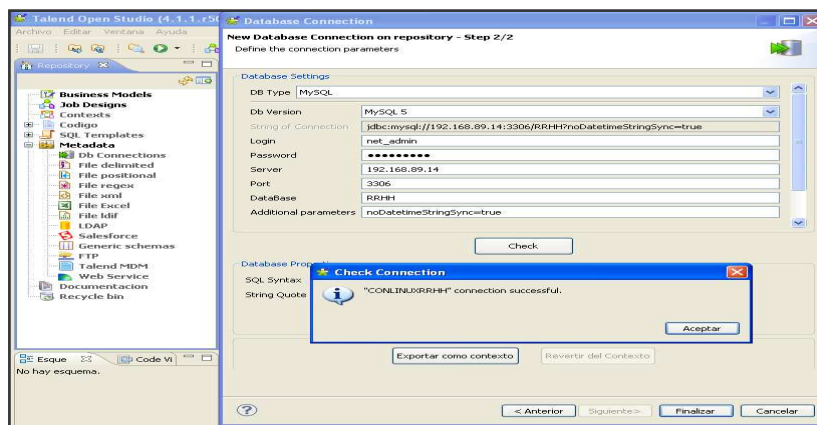 Talend Open Studio (4.1.1.r50
Archivo Editar Ventana Ayuda
Repository
Business Models
Job Designs
Contexts
Codigo
SQL Templates
Metadata
Db Connections
File delimited
File positional
File regex
File xml
File Excel
File ldif
LDAP
Salesforce
Generic schemas
FTP
Talend MDM
Web Service
Documentacion
Recycle bin
Esque
Code Vi
No hay esquema.
Database Connection
New Database Connection on repository - Step 2/2
Define the connection parameters
Database Settings
DB Type MySQL
Db Version MySQL 5
String of Connection jdbc:mysql://192.168.89.14:3306/RRHH?noDatetimeStringSync=true
Login net_admin
Password •••••••••
Server 192.168.89.14
Port 3306
DataBase RRHH
Additional parameters noDatetimeStringSync=true
Check
Database Prop
SQL Syntax
String Quote
Check Connection
"CONLINUXRRHH" connection successful.
Aceptar
Exportar como contexto
Revertir del Contexto
< Anterior
Siguiente >
Finalizar
Cancelar